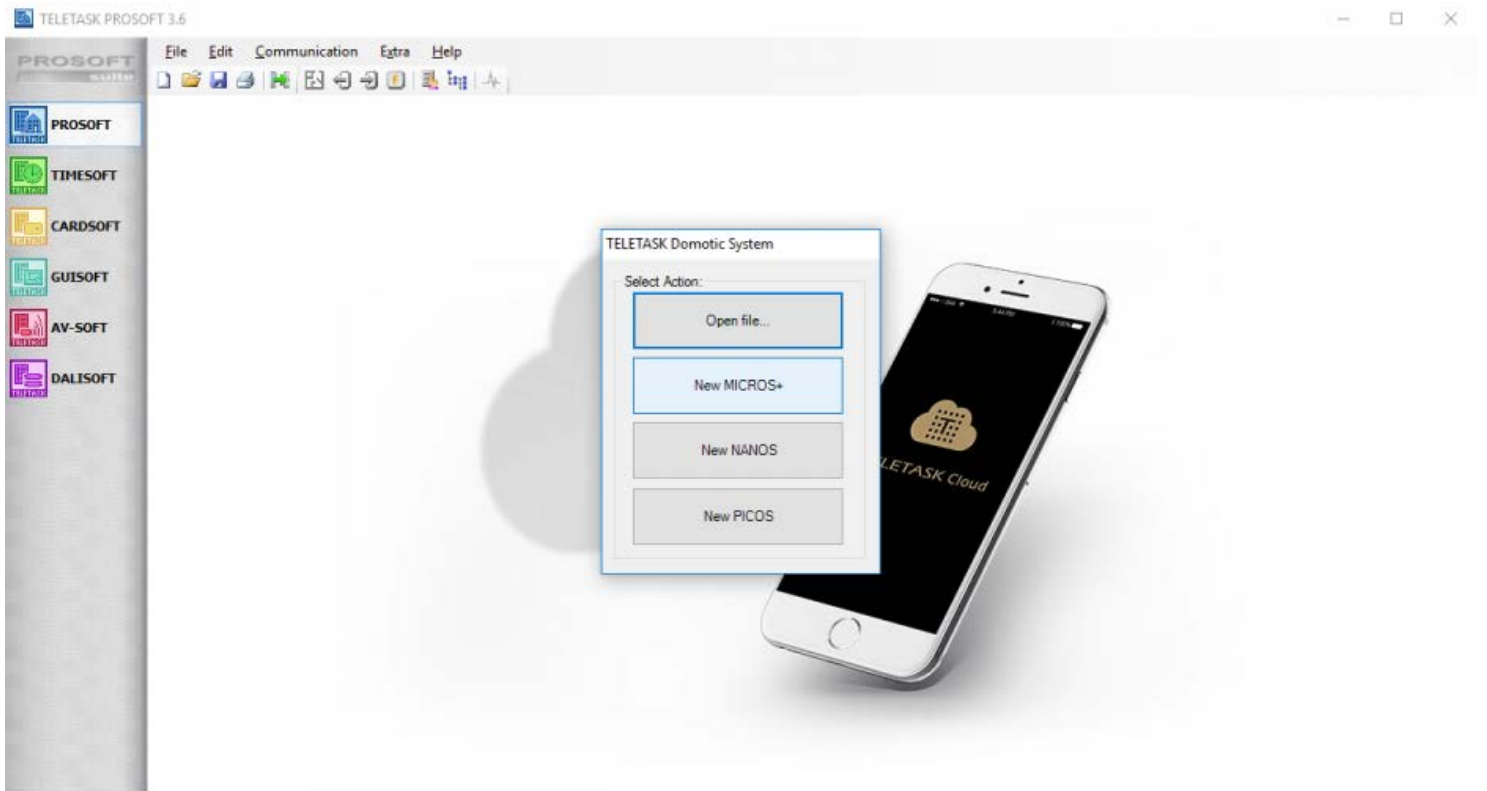 TELETASK PROSOFT 3.6
File Edit Communication Extra Help
PROSOFT
suite
PROSOFT
TIMESOFT
CARDSOFT
GUISOFT
AV-SOFT
DALISOFT
TELETASK Domotic System
Select Action:
Open file...
New MICROS+
New NANOS
New PICOS
LETASK Cloud